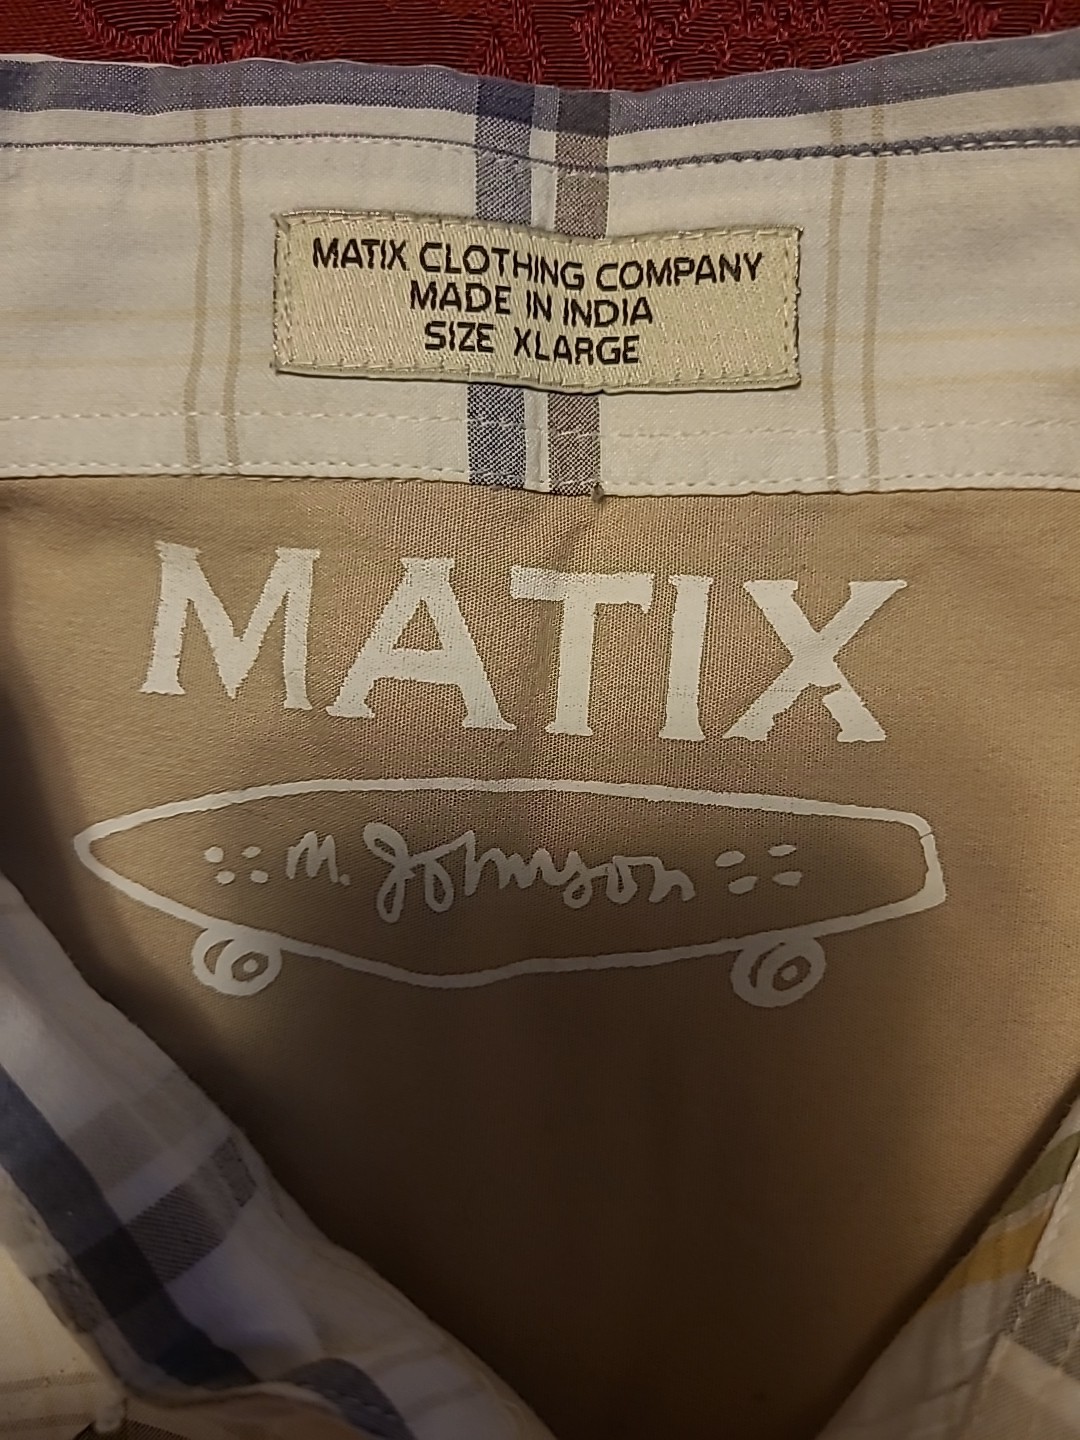 MATIX CLOTHING COMPANY
MADE IN INDIA
SIZE XLARGE
MATIX
M. Johnson